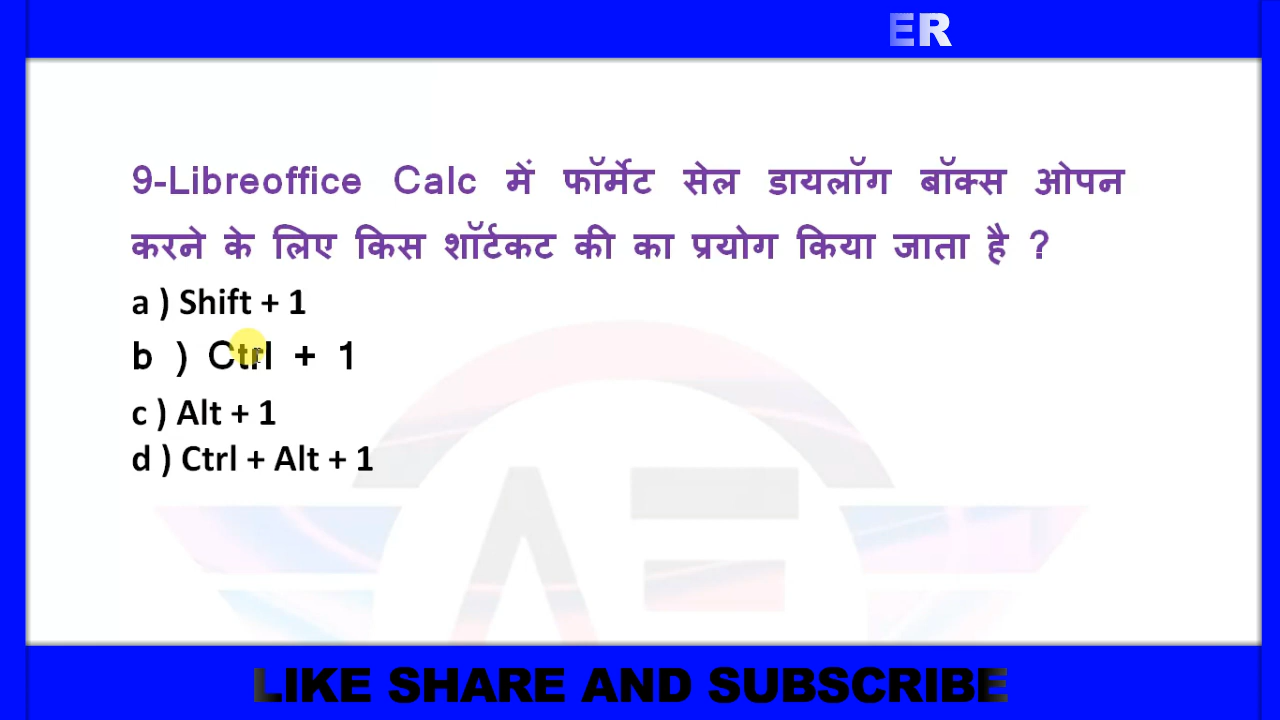 ER
9-Libreoffice Calc में फॉर्मेट सेल डायलॉग बॉक्स ओपन
करने के लिए किस शॉर्टकट की का प्रयोग किया जाता है ?
a ) Shift + 1
b ) Ctrl + 1
c ) Alt + 1
d ) Ctrl + Alt + 1
LIKE SHARE AND SUBSCRIBE